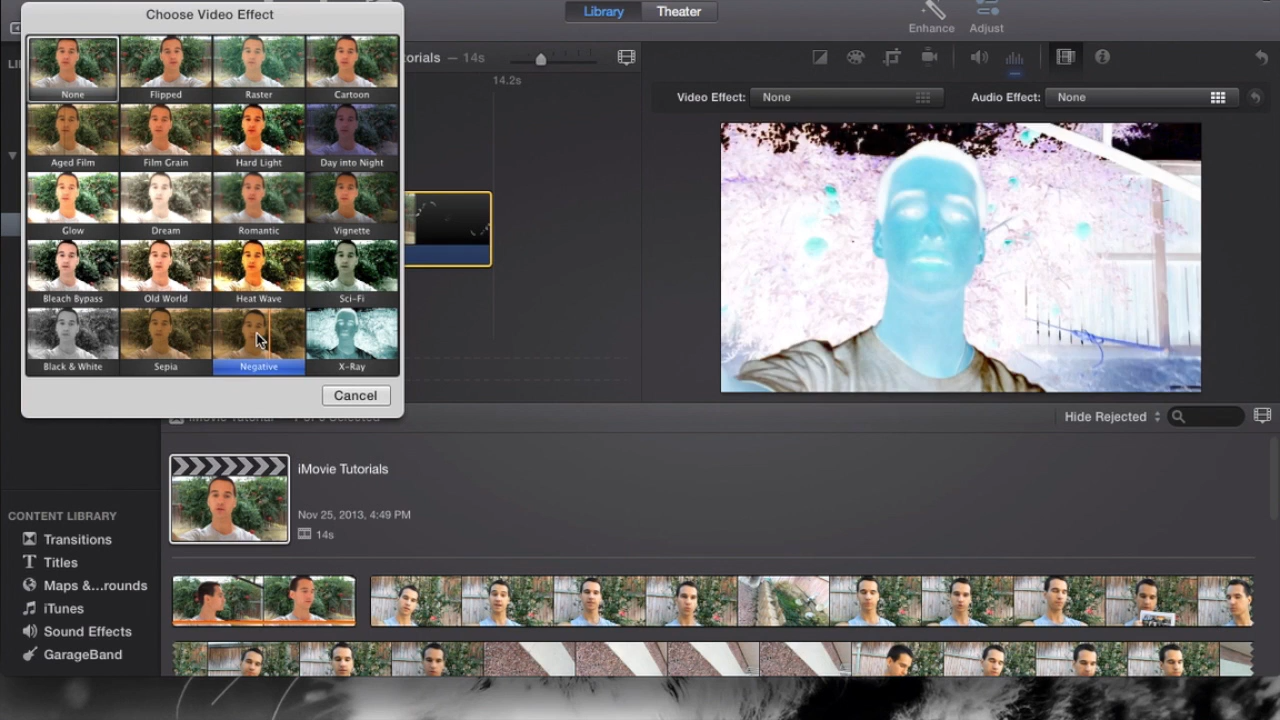 Choose Video Effect
None
Flipped
Raster
Cartoon
Aged Film
Film Grain
Hard Light
Day into Night
Glow
Dream
Romantic
Vignette
Bleach Bypass
Old World
Heat Wave
Sci-Fi
Black & White
Sepia
Negative
X-Ray
Cancel
Library
Theater
Enhance
Adjust
torials — 14s
14.2s
Video Effect:
None
Audio Effect:
None
Hide Rejected
iMovie Tutorials
Nov 25, 2013, 4:49 PM
14s
CONTENT LIBRARY
Transitions
Titles
Maps &...rounds
iTunes
Sound Effects
GarageBand